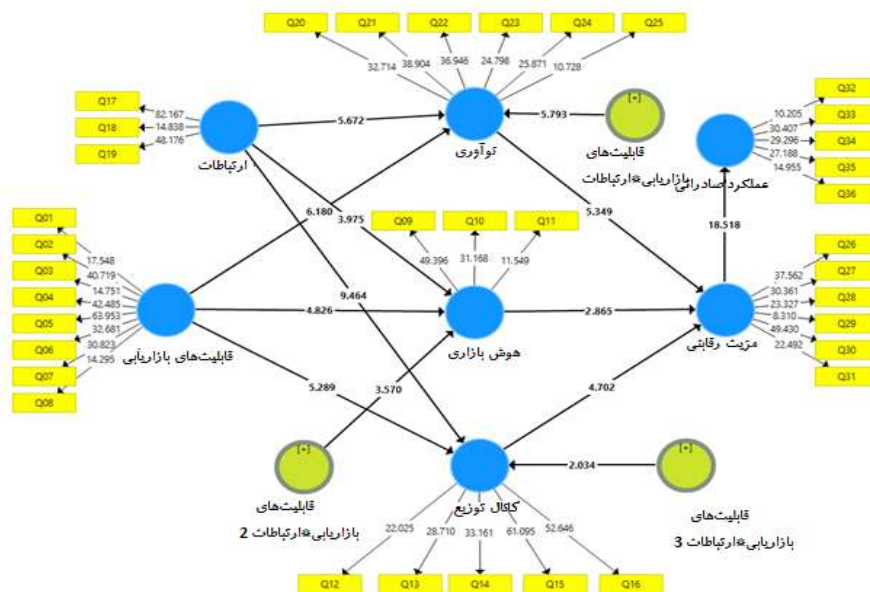 Q20
Q21
Q22
Q23
Q24
Q25
32.714
38.904
36.946
24.798
25.871
10.728
Q17
Q18
Q19
82.167
14.838
48.176
ارتباطات
5.672
نوآوری
5.793
[+]
قابلیت‌های
بازاریابی*ارتباطات
عملکرد صادراتی
Q32
Q33
Q34
Q35
Q36
10.205
30.407
29.296
27.188
14.955
6.180
3.975
9.464
5.349
18.518
Q01
Q02
Q03
Q04
Q05
Q06
Q07
Q08
17.548
40.719
14.751
42.485
63.953
32.681
30.823
14.295
قابلیت‌های بازاریابی
4.826
Q09
Q10
Q11
49.396
31.168
11.549
هوش بازاری
2.865
مزیت رقابتی
Q26
Q27
Q28
Q29
Q30
Q31
37.562
30.361
23.327
8.310
49.430
22.492
5.289
3.570
4.702
[+]
قابلیت‌های
بازاریابی*ارتباطات 2
کانال توزیع
2.034
[+]
قابلیت‌های
بازاریابی*ارتباطات 3
22.025
28.710
33.161
61.095
52.646
Q12
Q13
Q14
Q15
Q16